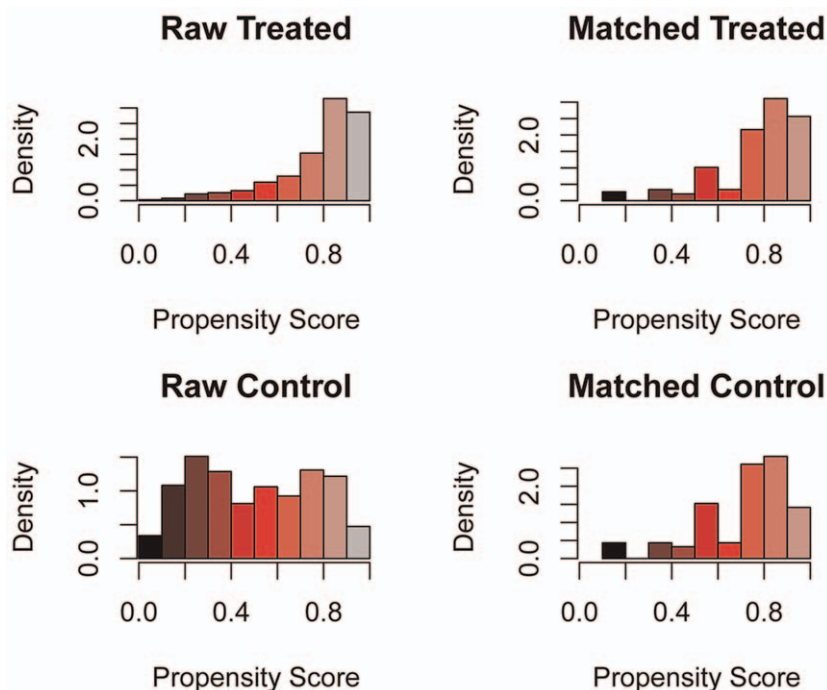 Raw Treated
Density
0.0 2.0
0.0 0.4 0.8
Propensity Score
Matched Treated
Density
0.0 2.0
0.0 0.4 0.8
Propensity Score
Raw Control
Density
0.0 1.0
0.0 0.4 0.8
Propensity Score
Matched Control
Density
0.0 2.0
0.0 0.4 0.8
Propensity Score